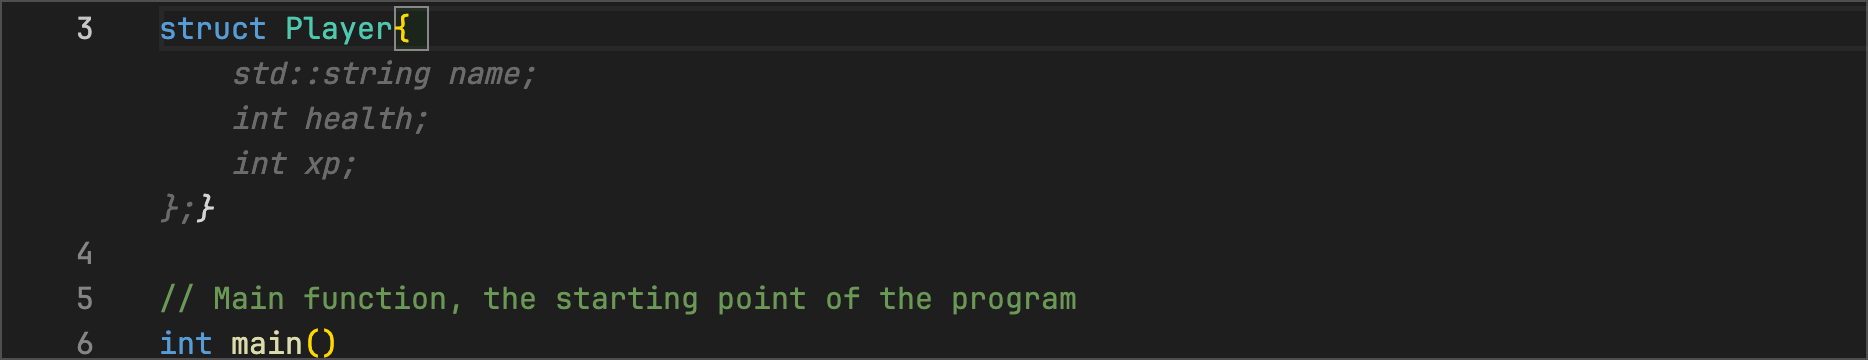 3 struct Player{
std::string name;
int health;
int xp;
};}
4
5 // Main function, the starting point of the program
6 int main()